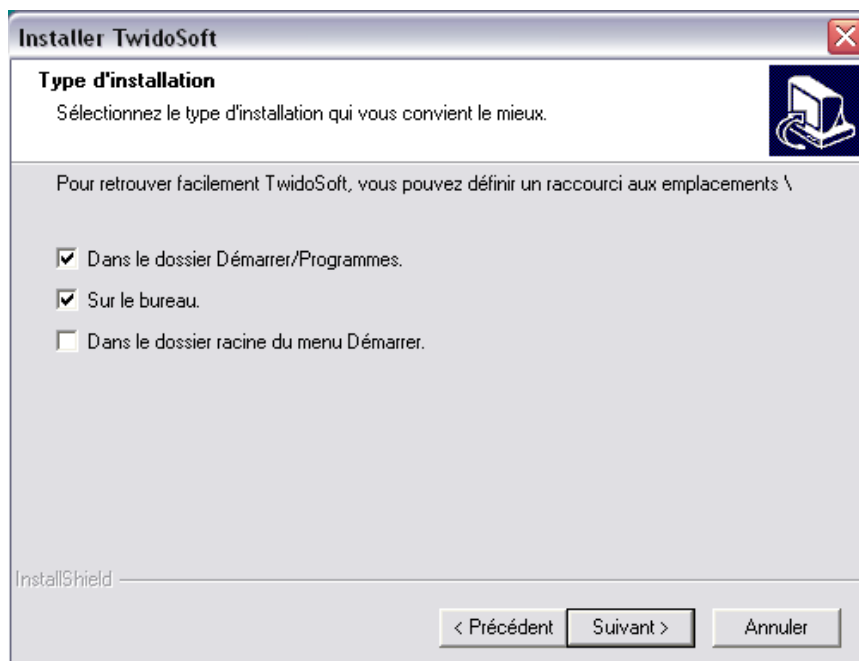 Installer TwidoSoft
Type d'installation
Sélectionnez le type d'installation qui vous convient le mieux.
Pour retrouver facilement TwidoSoft, vous pouvez définir un raccourci aux emplacements \
Dans le dossier Démarrer/Programmes.
Sur le bureau.
Dans le dossier racine du menu Démarrer.
InstallShield
< Précédent
Suivant >
Annuler